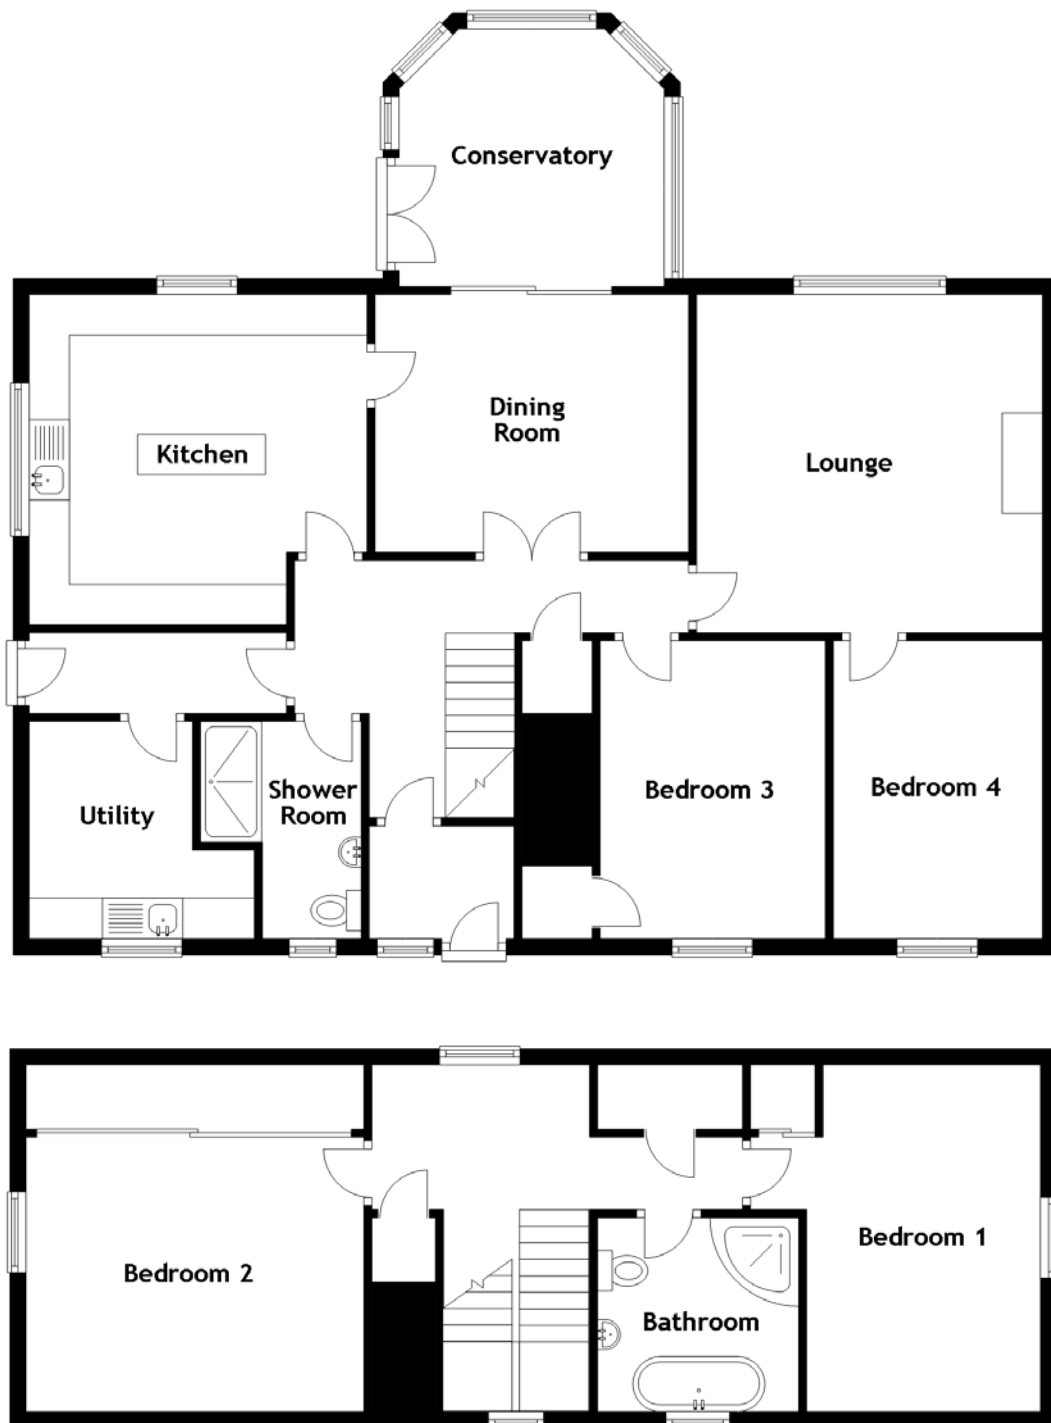 Conservatory
Dining
Room
Kitchen
Lounge
Shower
Room
Utility
Bedroom 3
Bedroom 4
Bedroom 2
Bedroom 1
Bathroom